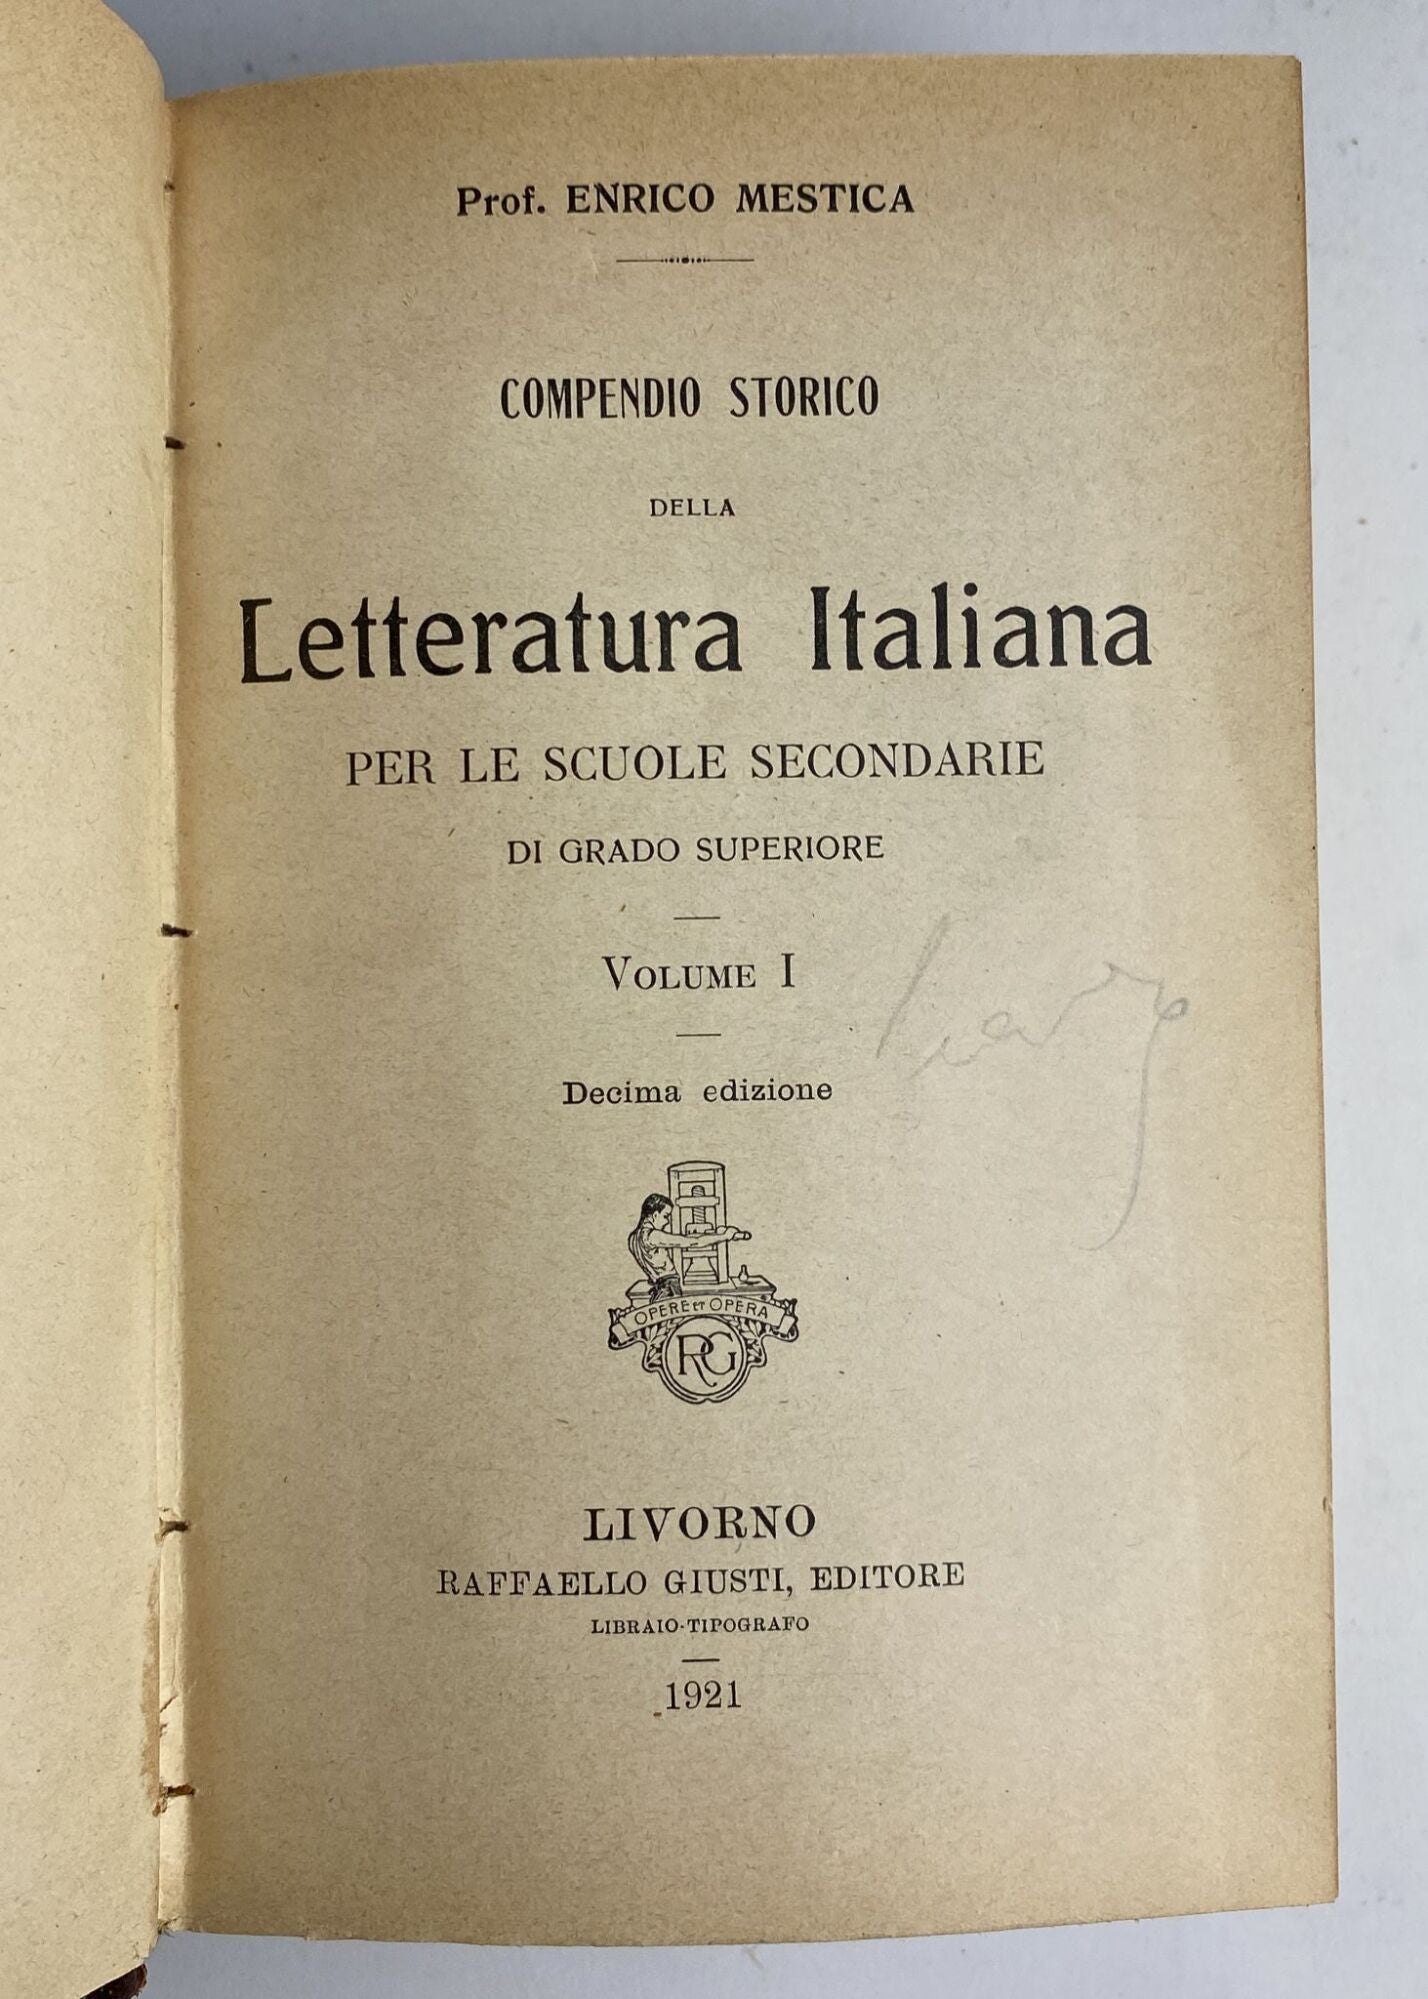 Prof. ENRICO MESTICA
COMPENDIO STORICO
DELLA
Letteratura Italiana
PER LE SCUOLE SECONDARIE
DI GRADO SUPERIORE
VOLUME I
Decima edizione
OPERE ET OPERA
RG
LIVORNO
RAFFAELLO GIUSTI, EDITORE
LIBRAIO-TIPOGRAFO
1921